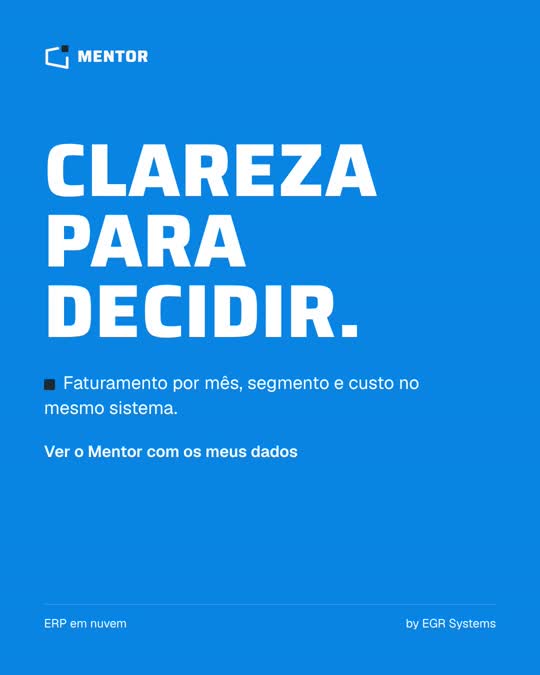 MENTOR
CLAREZA
PARA
DECIDIR.
Faturamento por mês, segmento e custo no
mesmo sistema.
Ver o Mentor com os meus dados
ERP em nuvem
by EGR Systems